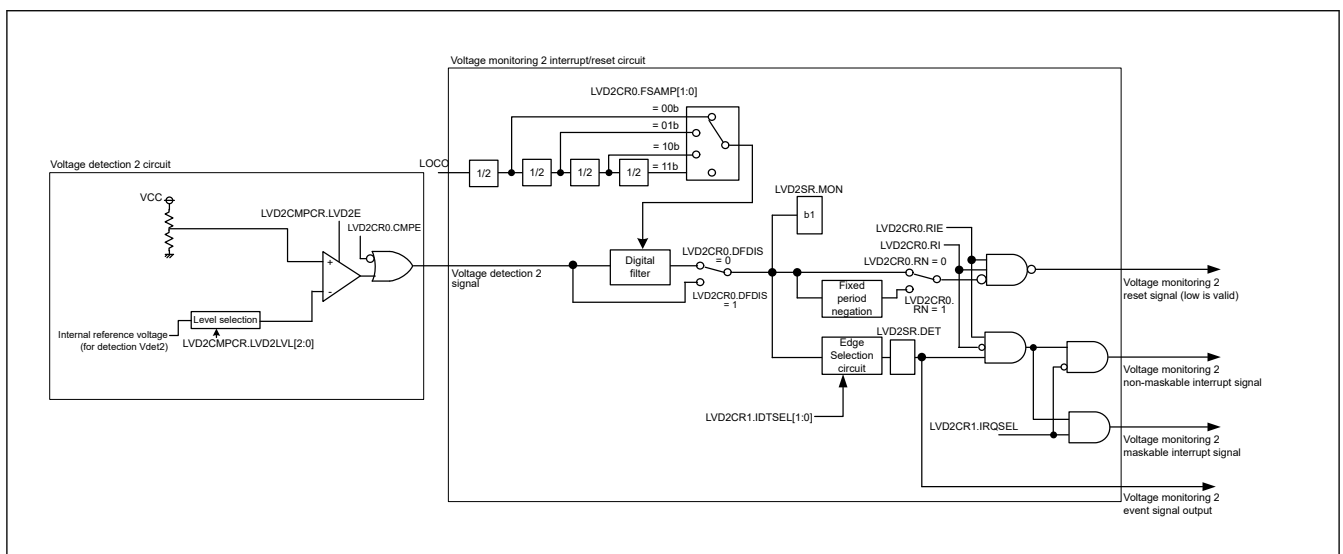 Voltage monitoring 2 interrupt/reset circuit
LVD2CR0.FSAMP[1:0]
= 00b
= 01b
= 10b
= 11b
LOCO
1/2
1/2
1/2
1/2
Voltage detection 2 circuit
VCC
LVD2CMPCR.LVD2E
LVD2CR0.CMPE
+
-
Level selection
Internal reference voltage
(for detection Vdet2)
LVD2CMPCR.LVD2LVL[2:0]
Voltage detection 2
signal
Digital
filter
LVD2CR0.DFDIS
= 0
LVD2CR0.DFDIS
= 1
LVD2SR.MON
b1
LVD2CR0.RIE
LVD2CR0.RI
LVD2CR0.RN = 0
Fixed
period
negation
LVD2CR0.
RN = 1
Voltage monitoring 2
reset signal (low is valid)
Edge
Selection
circuit
LVD2SR.DET
LVD2CR1.IDTSEL[1:0]
LVD2CR1.IRQSEL
Voltage monitoring 2
non-maskable interrupt signal
Voltage monitoring 2
maskable interrupt signal
Voltage monitoring 2
event signal output